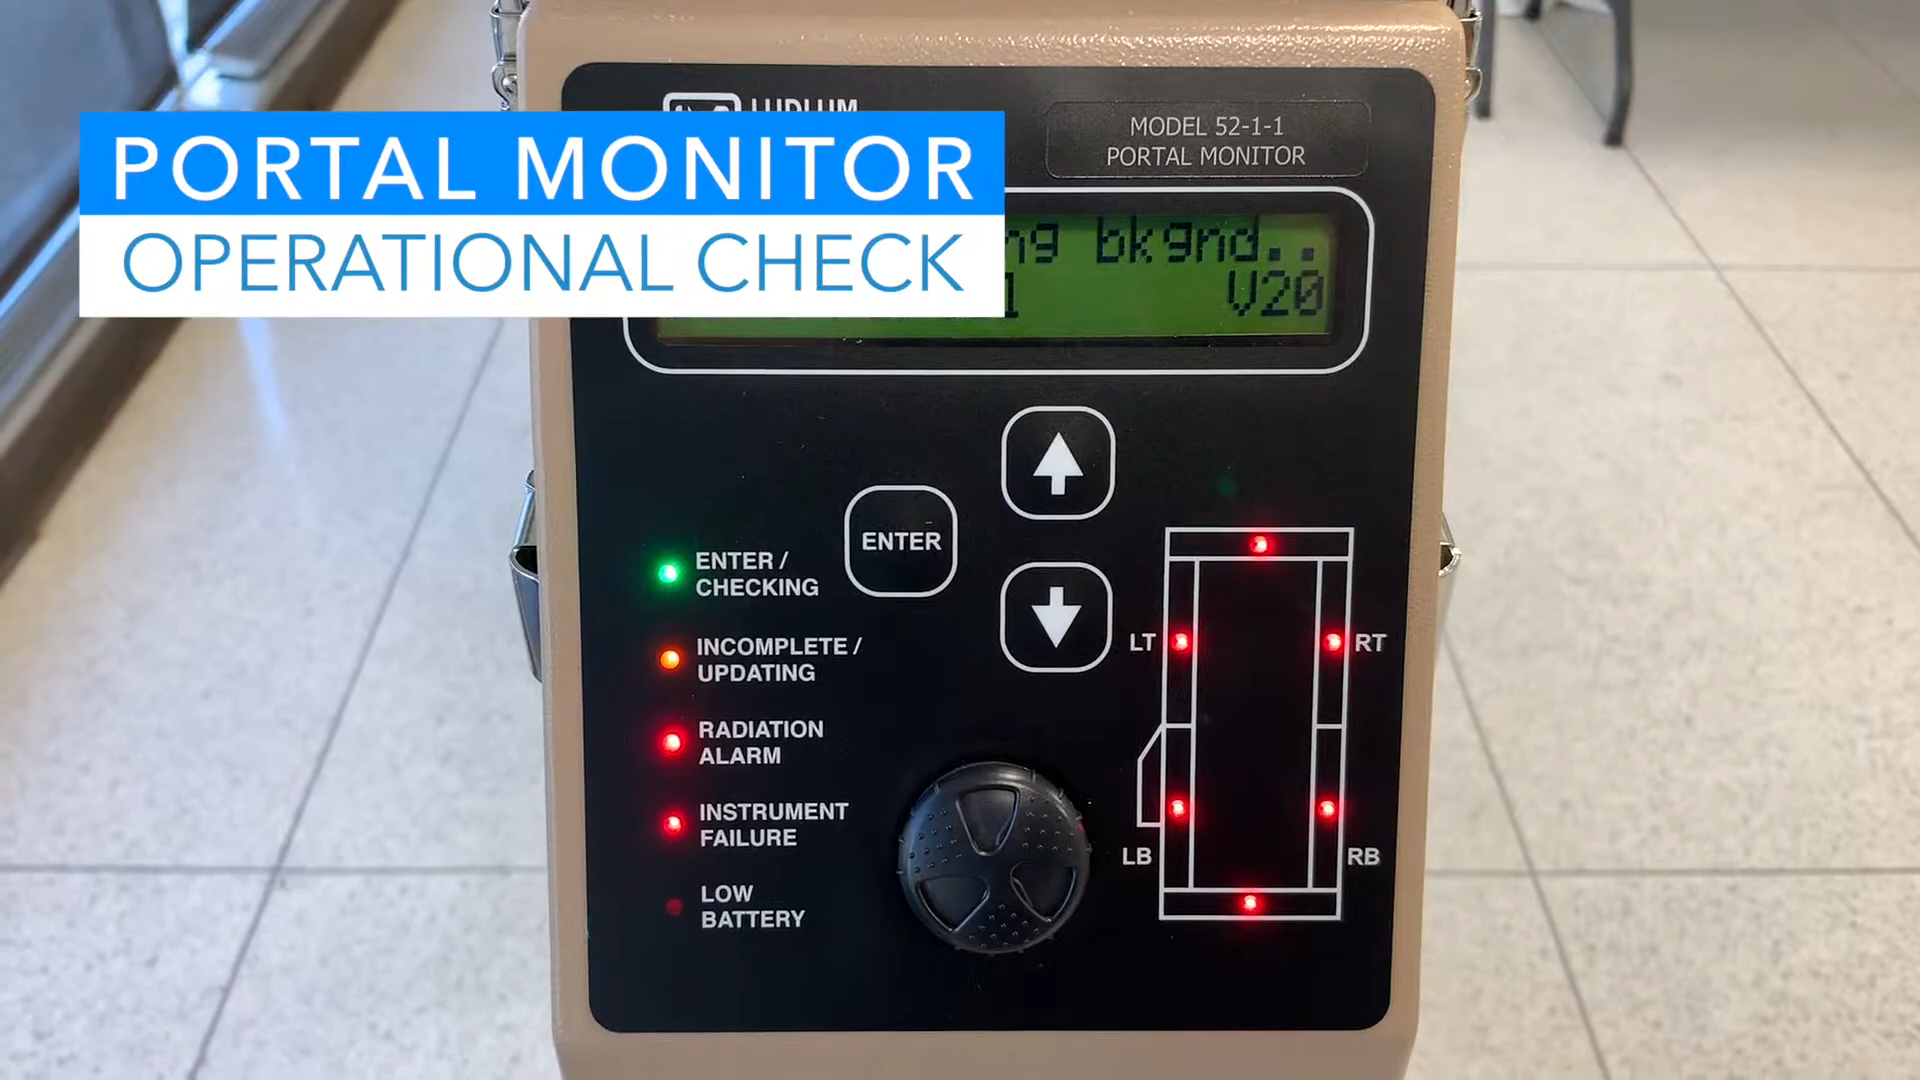 LUDLUM
MODEL 52-1-1
PORTAL MONITOR
PORTAL MONITOR
OPERATIONAL CHECK
bkgnd..
V20
ENTER
ENTER /
CHECKING
INCOMPLETE /
UPDATING
RADIATION
ALARM
INSTRUMENT
FAILURE
LOW
BATTERY
LT
RT
LB
RB